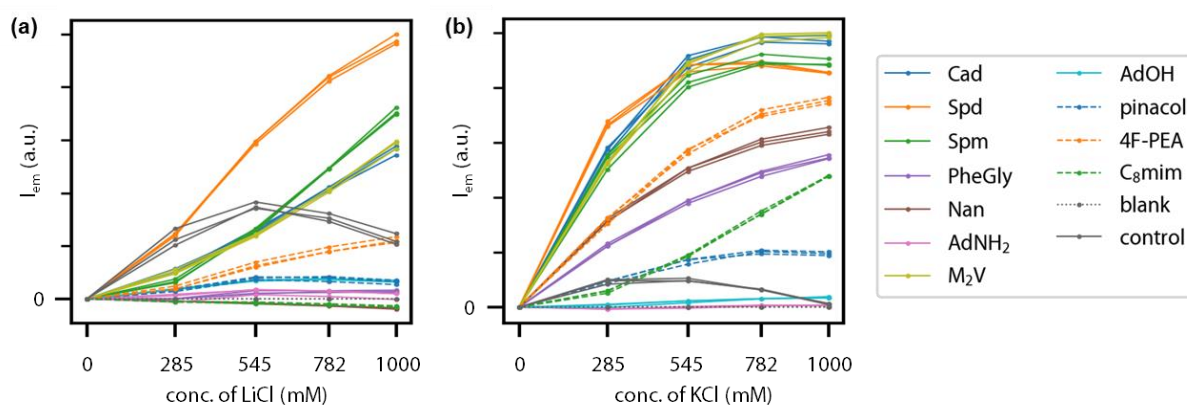 (a)
I_em (a.u.)
0
0 285 545 782 1000
conc. of LiCl (mM)
(b)
I_em (a.u.)
0
0 285 545 782 1000
conc. of KCl (mM)
Cad
Spd
Spm
PheGly
Nan
AdNH₂
M₂V
AdOH
pinacol
4F-PEA
C₈mim
blank
control